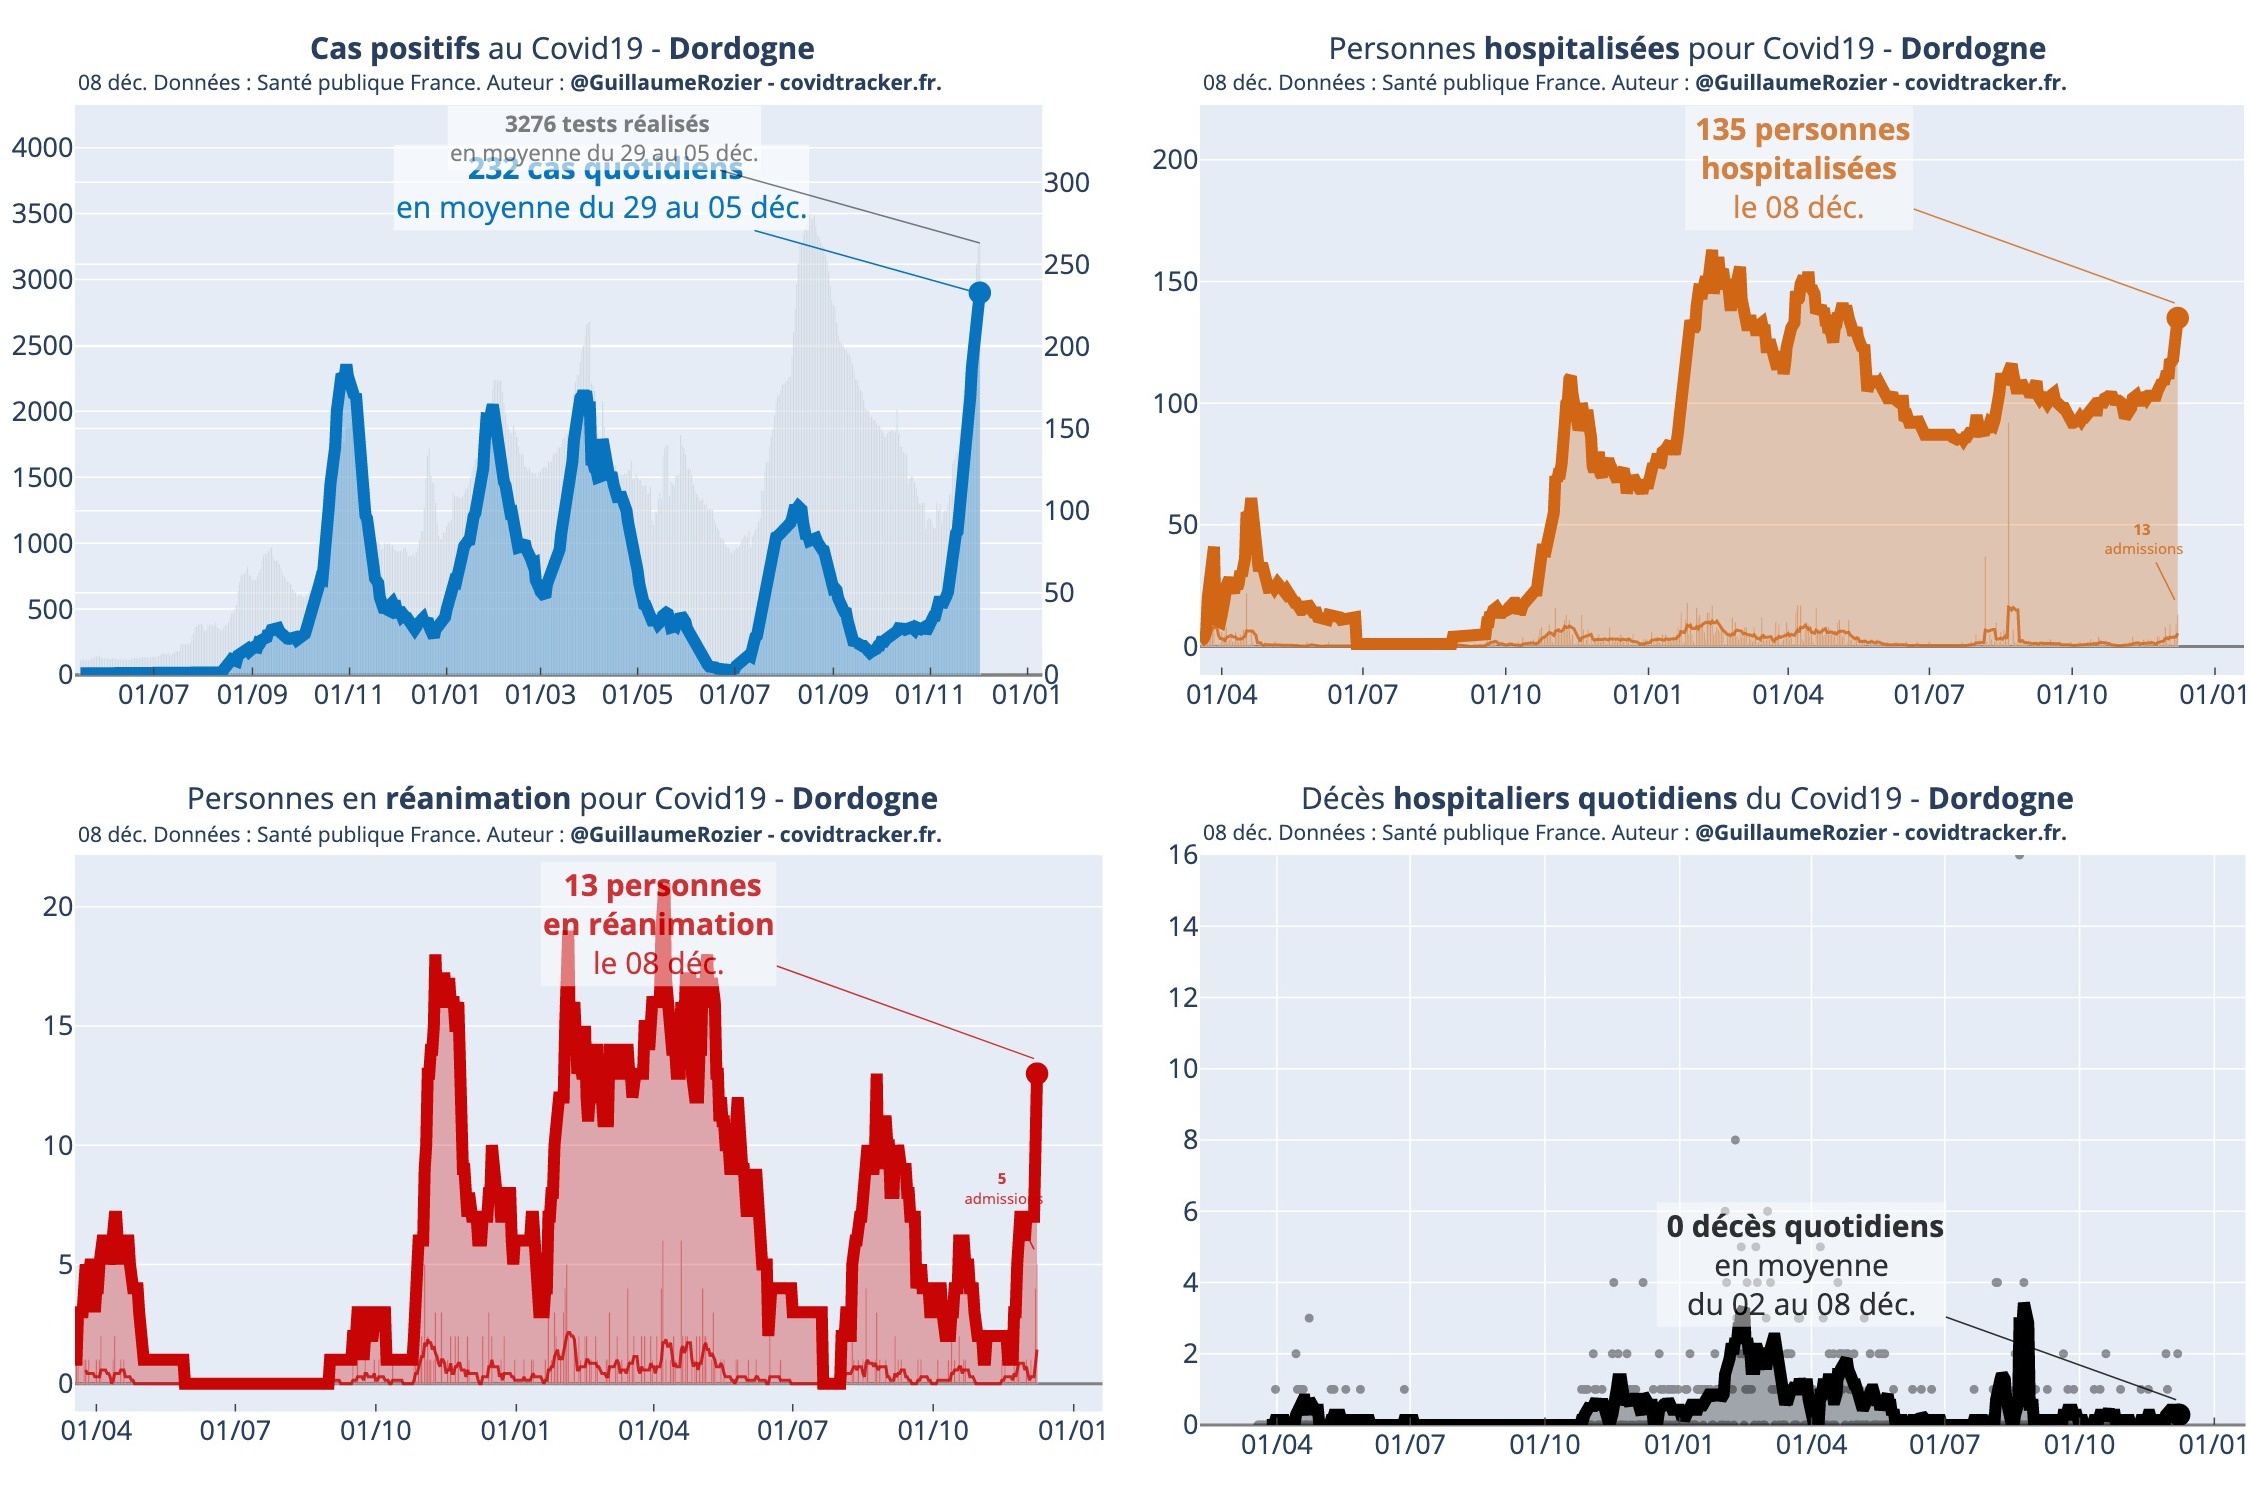 Cas positifs au Covid19 - Dordogne
08 déc. Données : Santé publique France. Auteur : @GuillaumeRozier - covidtracker.fr.
3276 tests réalisés
en moyenne du 29 au 05 déc.
232 cas quotidiens
en moyenne du 29 au 05 déc.
4000
3500
3000
2500
2000
1500
1000
500
0
300
250
200
150
100
50
0
01/07 01/09 01/11 01/01 01/03 01/05 01/07 01/09 01/11 01/01
Personnes hospitalisées pour Covid19 - Dordogne
08 déc. Données : Santé publique France. Auteur : @GuillaumeRozier - covidtracker.fr.
135 personnes
hospitalisées
le 08 déc.
200
150
100
50
0
13
admissions
01/04 01/07 01/10 01/01 01/04 01/07 01/10 01/01
Personnes en réanimation pour Covid19 - Dordogne
08 déc. Données : Santé publique France. Auteur : @GuillaumeRozier - covidtracker.fr.
13 personnes
en réanimation
le 08 déc.
20
15
10
5
0
5
admissions
01/04 01/07 01/10 01/01 01/04 01/07 01/10 01/01
Décès hospitaliers quotidiens du Covid19 - Dordogne
08 déc. Données : Santé publique France. Auteur : @GuillaumeRozier - covidtracker.fr.
16
14
12
10
8
6
4
2
0
0 décès quotidiens
en moyenne
du 02 au 08 déc.
01/04 01/07 01/10 01/01 01/04 01/07 01/10 01/01